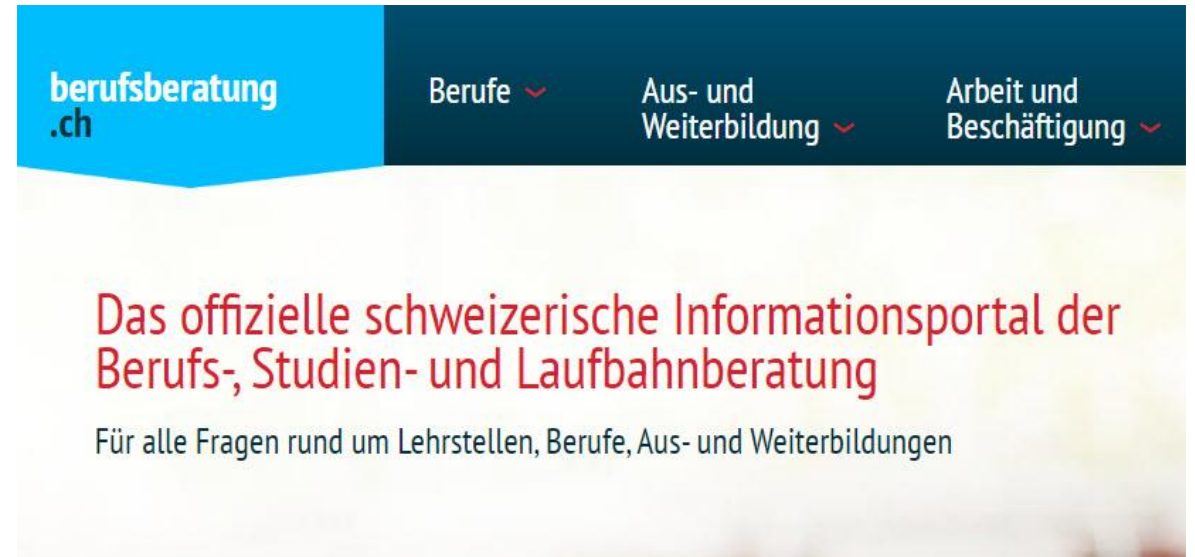 berufsberatung
.ch
Berufe
Aus- und
Weiterbildung
Arbeit und
Beschäftigung
Das offizielle schweizerische Informationsportal der
Berufs-, Studien- und Laufbahnberatung
Für alle Fragen rund um Lehrstellen, Berufe, Aus- und Weiterbildungen